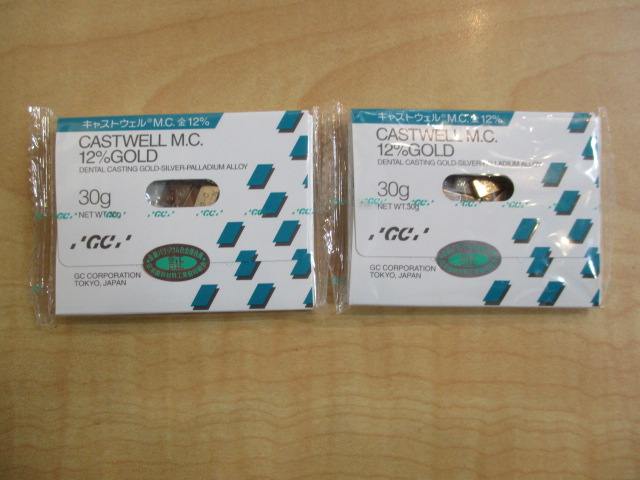 キャストウェル® M.C. 金12%
CASTWELL M.C.
12%GOLD
DENTAL CASTING GOLD-SILVER-PALLADIUM ALLOY
30g
NET WT.30g
GC
GC CORPORATION
TOKYO, JAPAN
キャストウェル® M.C. 金12%
CASTWELL M.C.
12%GOLD
DENTAL CASTING GOLD-SILVER-PALLADIUM ALLOY
30g
NET WT.30g
GC
GC CORPORATION
TOKYO, JAPAN